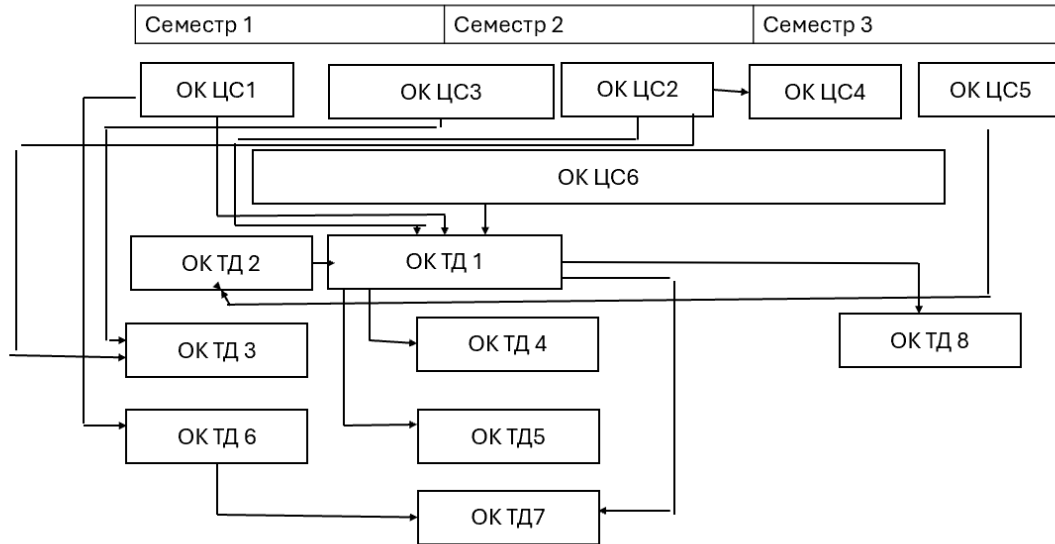 Семестр 1
Семестр 2
Семестр 3
ОК ЦС1
ОК ЦС3
ОК ЦС2
ОК ЦС4
ОК ЦС5
ОК ЦС6
ОК ТД 2
ОК ТД 1
ОК ТД 3
ОК ТД 4
ОК ТД 8
ОК ТД 6
ОК ТД5
ОК ТД7